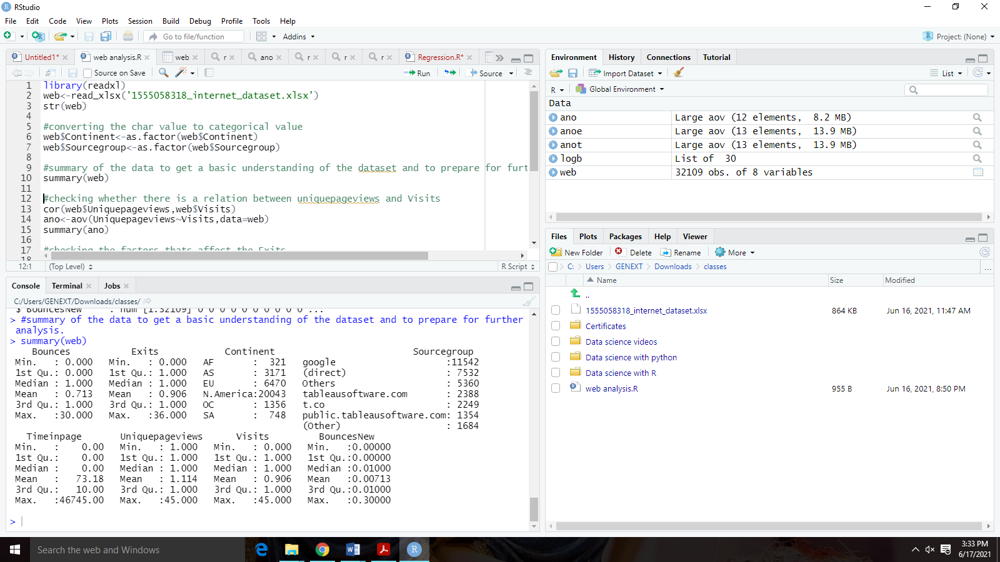 RStudio
File Edit Code View Plots Session Build Debug Profile Tools Help
Go to file/function Addins Project: (None)
Untitled1* web analysis.R web r ano r r r Regression.R*
Source on Save Run Source
1 library(readxl)
2 web<-read_xlsx('1555058318_internet_dataset.xlsx')
3 str(web)
4
5 #converting the char value to categorical value
6 web$Continent<-as.factor(web$Continent)
7 web$Sourcegroup<-as.factor(web$Sourcegroup)
8
9 #summary of the data to get a basic understanding of the dataset and to prepare for furt
10 summary(web)
11
12 #checking whether there is a relation between uniquepageviews and Visits
13 cor(web$Uniquepageviews,web$Visits)
14 ano<-aov(Uniquepageviews~Visits,data=web)
15 summary(ano)
16
17 #checking the factors thats affect the Exits
18
12:1 (Top Level) R Script
Console Terminal Jobs
C:/Users/GENEXT/Downloads/classes/
$ BouncesNew : num [1:32109] 0 0 0 0 0 0 0 0 0 0 ...
> #summary of the data to get a basic understanding of the dataset and to prepare for further
analysis.
> summary(web)
Bounces Exits Continent Sourcegroup
Min. : 0.000 Min. : 0.000 AF : 321 google :11542
1st Qu.: 0.000 1st Qu.: 1.000 AS : 3171 (direct) : 7532
Median : 1.000 Median : 1.000 EU : 6470 Others : 5360
Mean : 0.713 Mean : 0.906 N.America:20043 tableausoftware.com : 2388
3rd Qu.: 1.000 3rd Qu.: 1.000 OC : 1356 t.co : 2249
Max. :30.000 Max. :36.000 SA : 748 public.tableausoftware.com: 1354
(Other) : 1684
Timeinpage Uniquepageviews Visits BouncesNew
Min. : 0.00 Min. : 1.000 Min. : 0.000 Min. :0.00000
1st Qu.: 0.00 1st Qu.: 1.000 1st Qu.: 1.000 1st Qu.:0.00000
Median : 0.00 Median : 1.000 Median : 1.000 Median :0.01000
Mean : 73.18 Mean : 1.114 Mean : 0.906 Mean :0.00713
3rd Qu.: 10.00 3rd Qu.: 1.000 3rd Qu.: 1.000 3rd Qu.:0.01000
Max. :46745.00 Max. :45.000 Max. :45.000 Max. :0.30000
>
Environment History Connections Tutorial
Import Dataset List
R Global Environment
Data
ano Large aov (12 elements, 8.2 MB)
anoe Large aov (13 elements, 13.9 MB)
anot Large aov (13 elements, 13.9 MB)
logb List of 30
web 32109 obs. of 8 variables
Files Plots Packages Help Viewer
New Folder Delete Rename More
C: Users GENEXT Downloads classes ...
Name Size Modified
..
1555058318_internet_dataset.xlsx 864 KB Jun 16, 2021, 11:47 AM
Certificates
Data science videos
Data science with python
Data science with R
web analysis.R 955 B Jun 16, 2021, 8:50 PM
Search the web and Windows
3:33 PM
6/17/2021